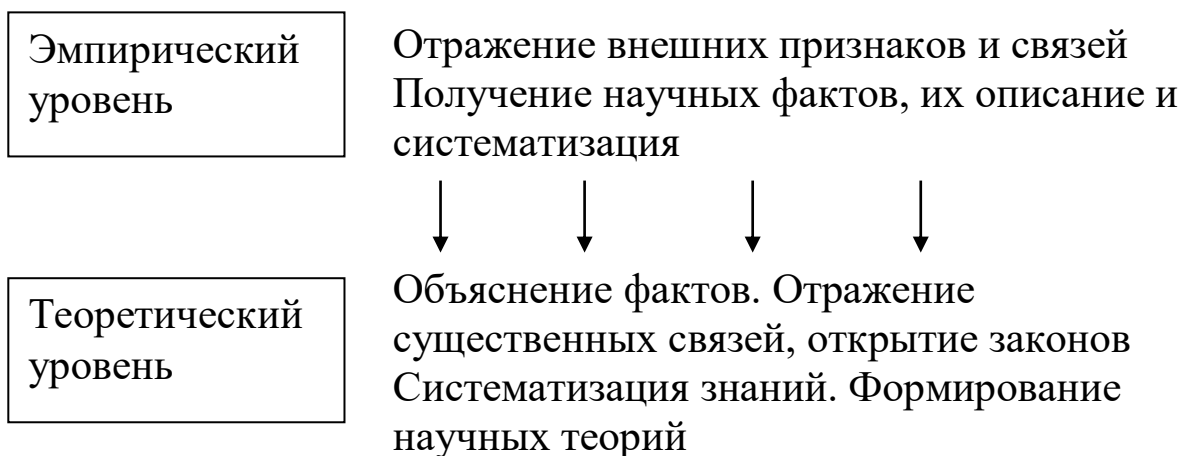 Эмпирический
уровень
Отражение внешних признаков и связей
Получение научных фактов, их описание и
систематизация
Теоретический
уровень
Объяснение фактов. Отражение
существенных связей, открытие законов
Систематизация знаний. Формирование
научных теорий